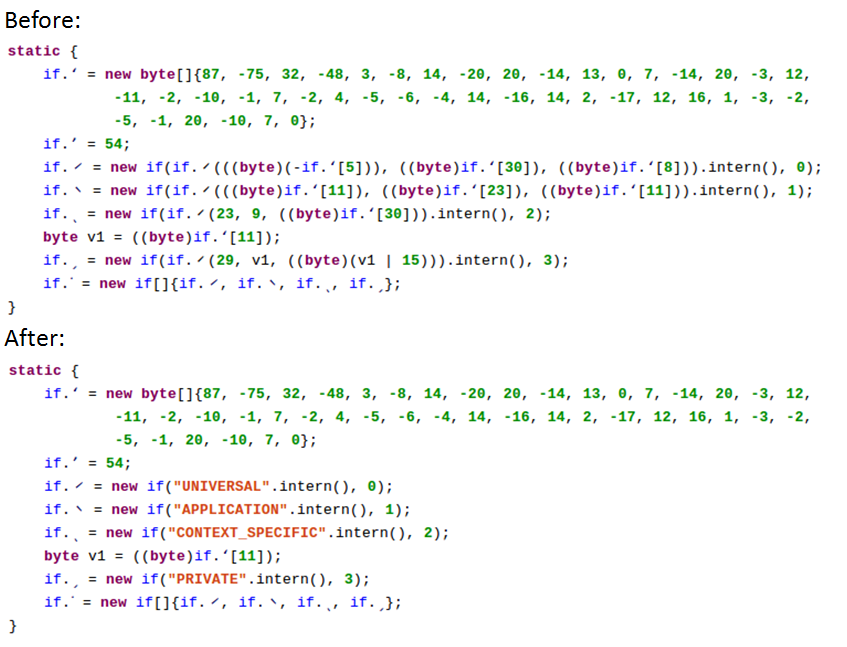 Before:
static {
if.‘ = new byte[]{87, -75, 32, -48, 3, -8, 14, -20, 20, -14, 13, 0, 7, -14, 20, -3, 12,
-11, -2, -10, -1, 7, -2, 4, -5, -6, -4, 14, -16, 14, 2, -17, 12, 16, 1, -3, -2,
-5, -1, 20, -10, 7, 0};
if.’ = 54;
if.ˊ = new if(if.ˊ(((byte)(-if.‘[5])), ((byte)if.‘[30]), ((byte)if.‘[8])).intern(), 0);
if.ˋ = new if(if.ˊ(((byte)if.‘[11]), ((byte)if.‘[23]), ((byte)if.‘[11])).intern(), 1);
if.ˎ = new if(if.ˊ(23, 9, ((byte)if.‘[30])).intern(), 2);
byte v1 = ((byte)if.‘[11]);
if.ˏ = new if(if.ˊ(29, v1, ((byte)(v1 | 15))).intern(), 3);
if.˙ = new if[]{if.ˊ, if.ˋ, if.ˎ, if.ˏ};
}
After:
static {
if.‘ = new byte[]{87, -75, 32, -48, 3, -8, 14, -20, 20, -14, 13, 0, 7, -14, 20, -3, 12,
-11, -2, -10, -1, 7, -2, 4, -5, -6, -4, 14, -16, 14, 2, -17, 12, 16, 1, -3, -2,
-5, -1, 20, -10, 7, 0};
if.’ = 54;
if.ˊ = new if("UNIVERSAL".intern(), 0);
if.ˋ = new if("APPLICATION".intern(), 1);
if.ˎ = new if("CONTEXT_SPECIFIC".intern(), 2);
byte v1 = ((byte)if.‘[11]);
if.ˏ = new if("PRIVATE".intern(), 3);
if.˙ = new if[]{if.ˊ, if.ˋ, if.ˎ, if.ˏ};
}